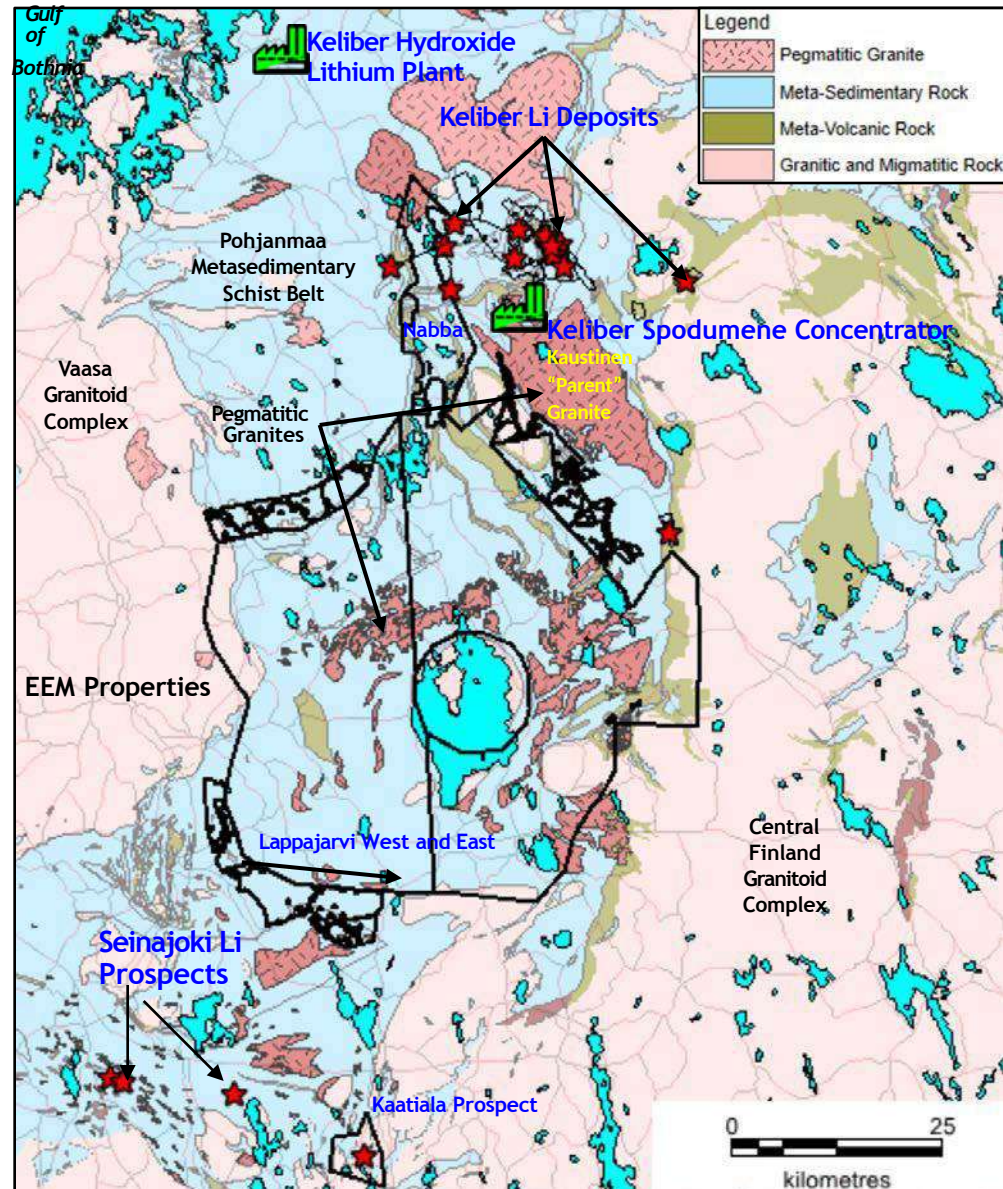 Gulf
of
Bothnia
Keliber Hydroxide
Lithium Plant
Keliber Li Deposits
Legend
Pegmatitic Granite
Meta-Sedimentary Rock
Meta-Volcanic Rock
Granitic and Migmatitic Rock
Pohjanmaa
Metasedimentary
Schist Belt
Nabba
Keliber Spodumene Concentrator
Kaustinen
"Parent"
Granite
Vaasa
Granitoid
Complex
Pegmatitic
Granites
EEM Properties
Lappajarvi West and East
Central
Finland
Granitoid
Complex
Seinajoki Li
Prospects
Kaatiala Prospect
0 25
kilometres